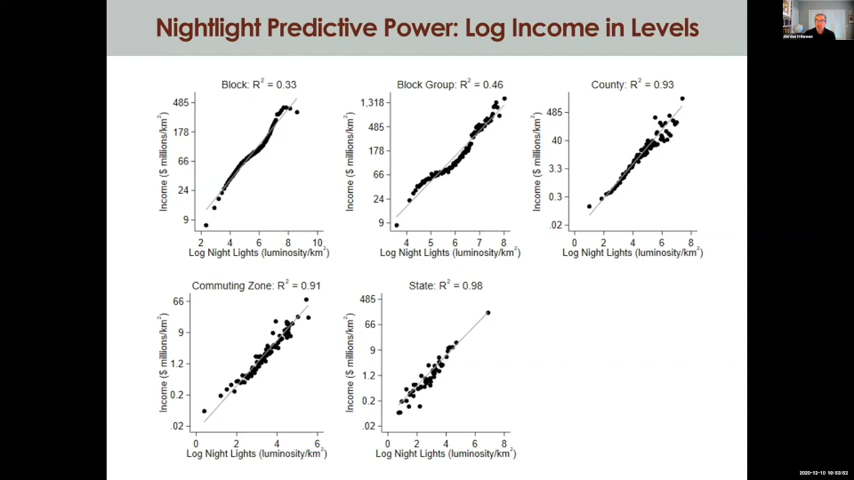 Nightlight Predictive Power: Log Income in Levels
Block: R² = 0.33
Income ($ millions/km²)
485
178
66
24
9
2 4 6 8 10
Log Night Lights (luminosity/km²)
Block Group: R² = 0.46
Income ($ millions/km²)
1,318
485
178
66
24
9
4 5 6 7 8
Log Night Lights (luminosity/km²)
County: R² = 0.93
Income ($ millions/km²)
485
40
3.3
0.3
.02
0 2 4 6 8
Log Night Lights (luminosity/km²)
Commuting Zone: R² = 0.91
Income ($ millions/km²)
66
9
1.2
0.2
.02
0 2 4 6
Log Night Lights (luminosity/km²)
State: R² = 0.98
Income ($ millions/km²)
485
66
9
1.2
0.2
.02
0 2 4 6 8
Log Night Lights (luminosity/km²)